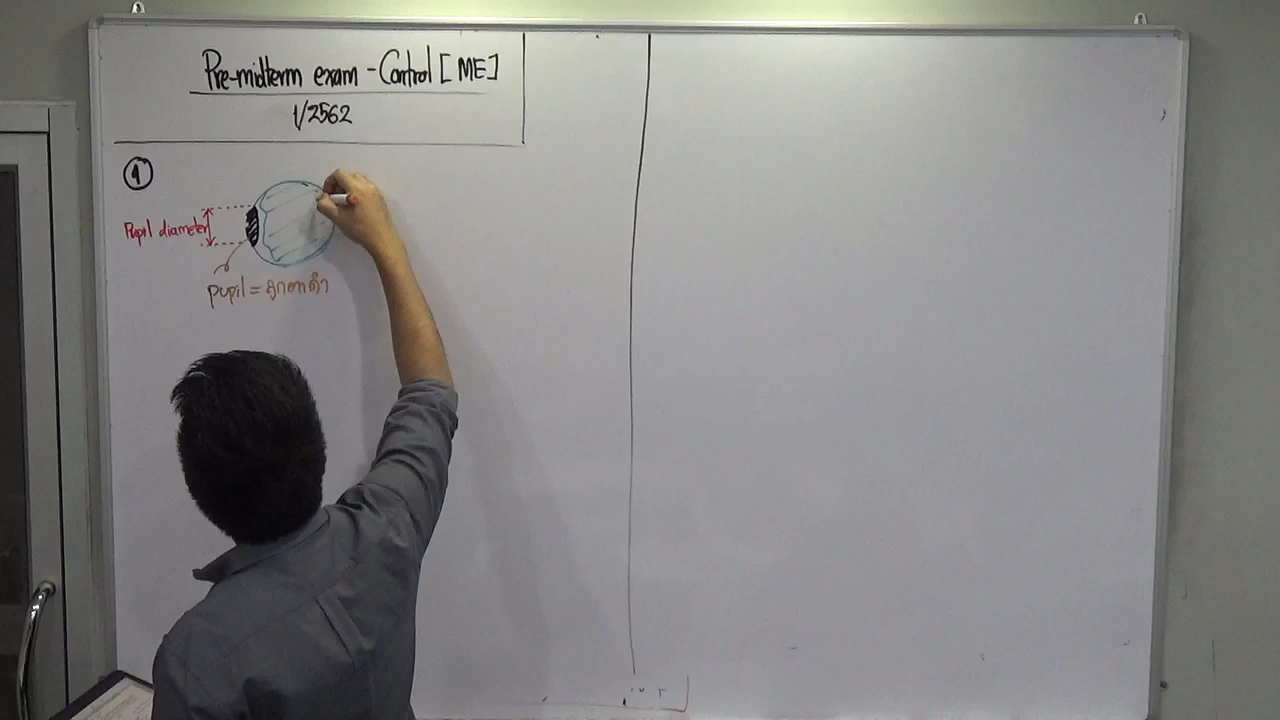 Pre-midterm exam - Control [ME]
1/2562
1
Pupil diameter
pupil = ลูกตาดำ